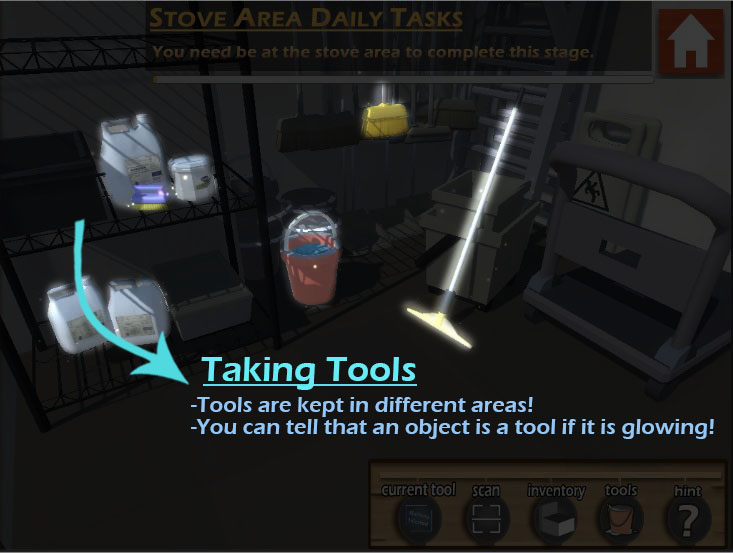 STOVE AREA DAILY TASKS
You need be at the stove area to complete this stage.
Taking Tools
-Tools are kept in different areas!
-You can tell that an object is a tool if it is glowing!
current tool scan inventory tools hint
?